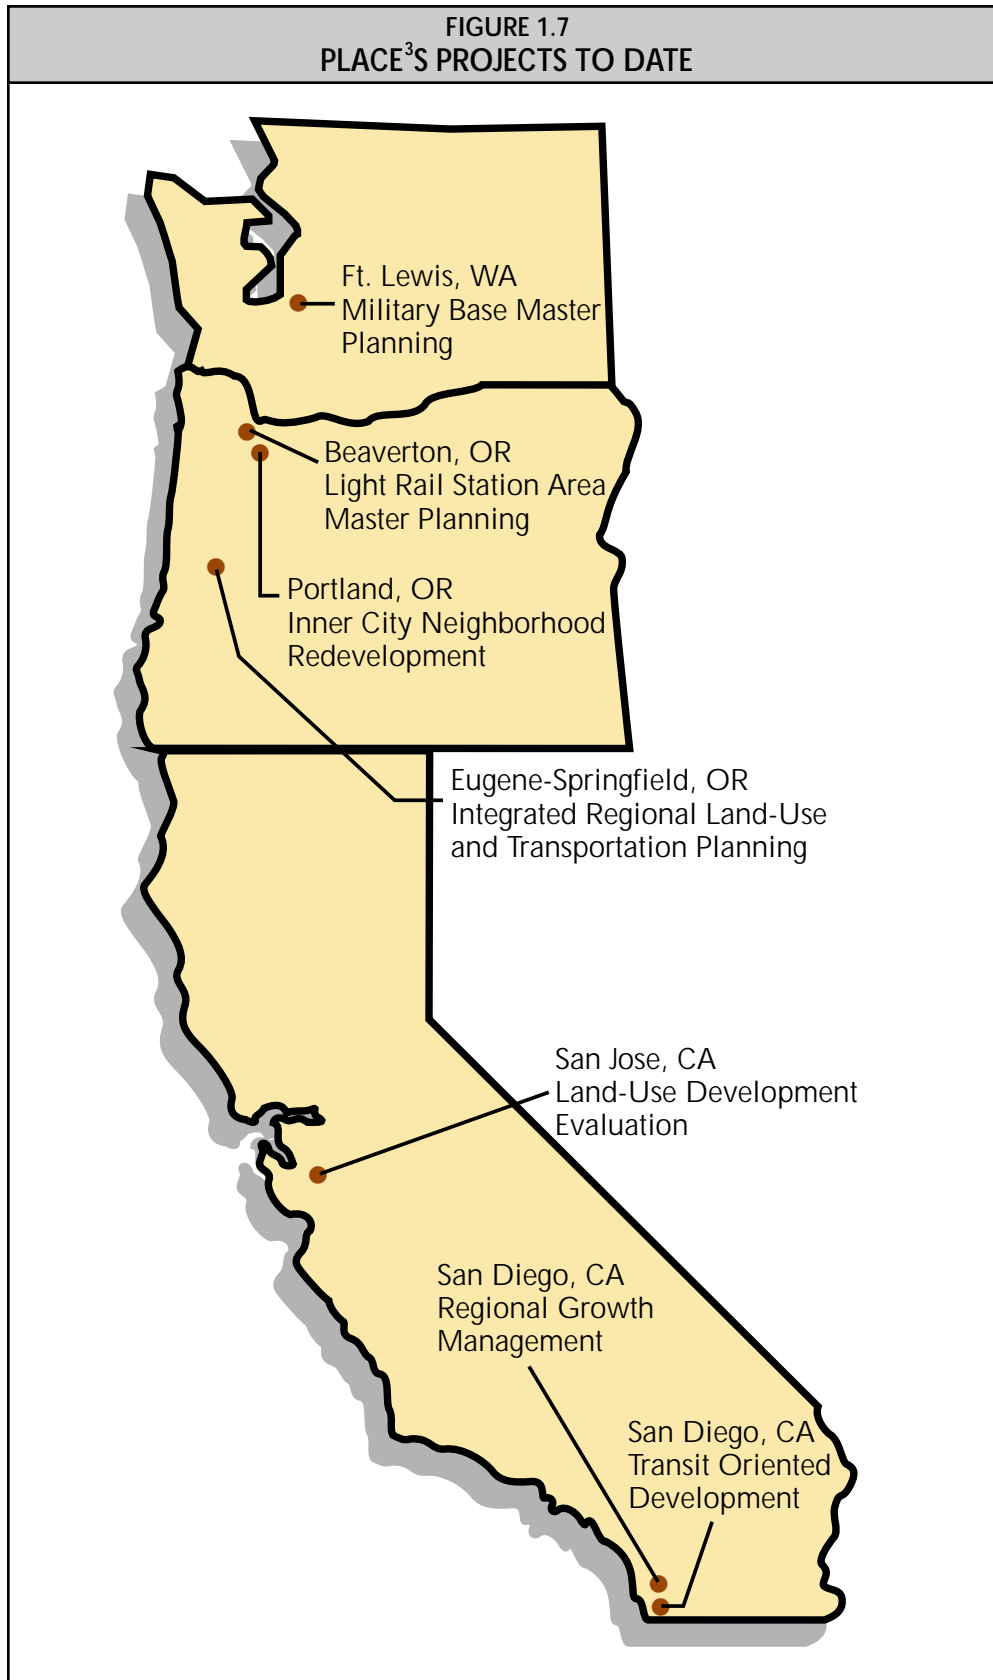 FIGURE 1.7
PLACE³S PROJECTS TO DATE
Ft. Lewis, WA
Military Base Master
Planning
Beaverton, OR
Light Rail Station Area
Master Planning
Portland, OR
Inner City Neighborhood
Redevelopment
Eugene-Springfield, OR
Integrated Regional Land-Use
and Transportation Planning
San Jose, CA
Land-Use Development
Evaluation
San Diego, CA
Regional Growth
Management
San Diego, CA
Transit Oriented
Development